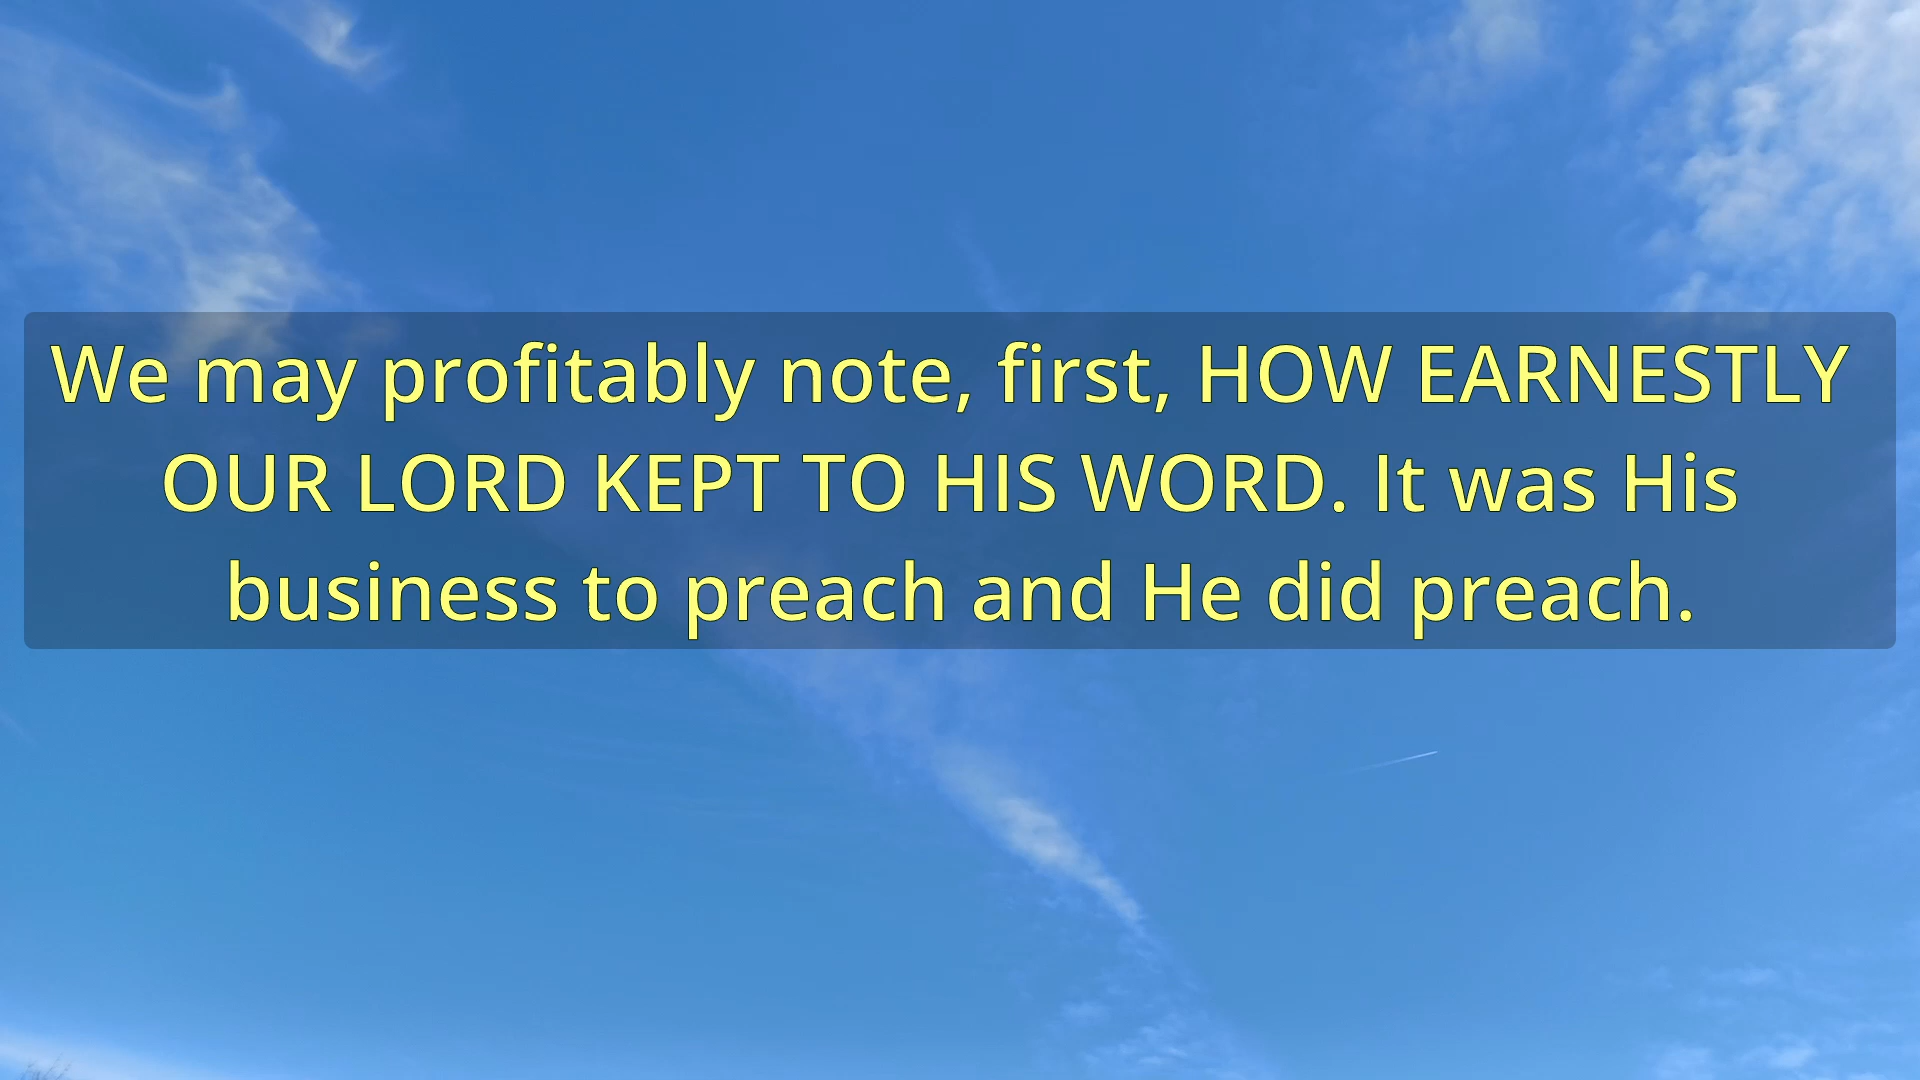 We may profitably note, first, HOW EARNESTLY
OUR LORD KEPT TO HIS WORD. It was His
business to preach and He did preach.